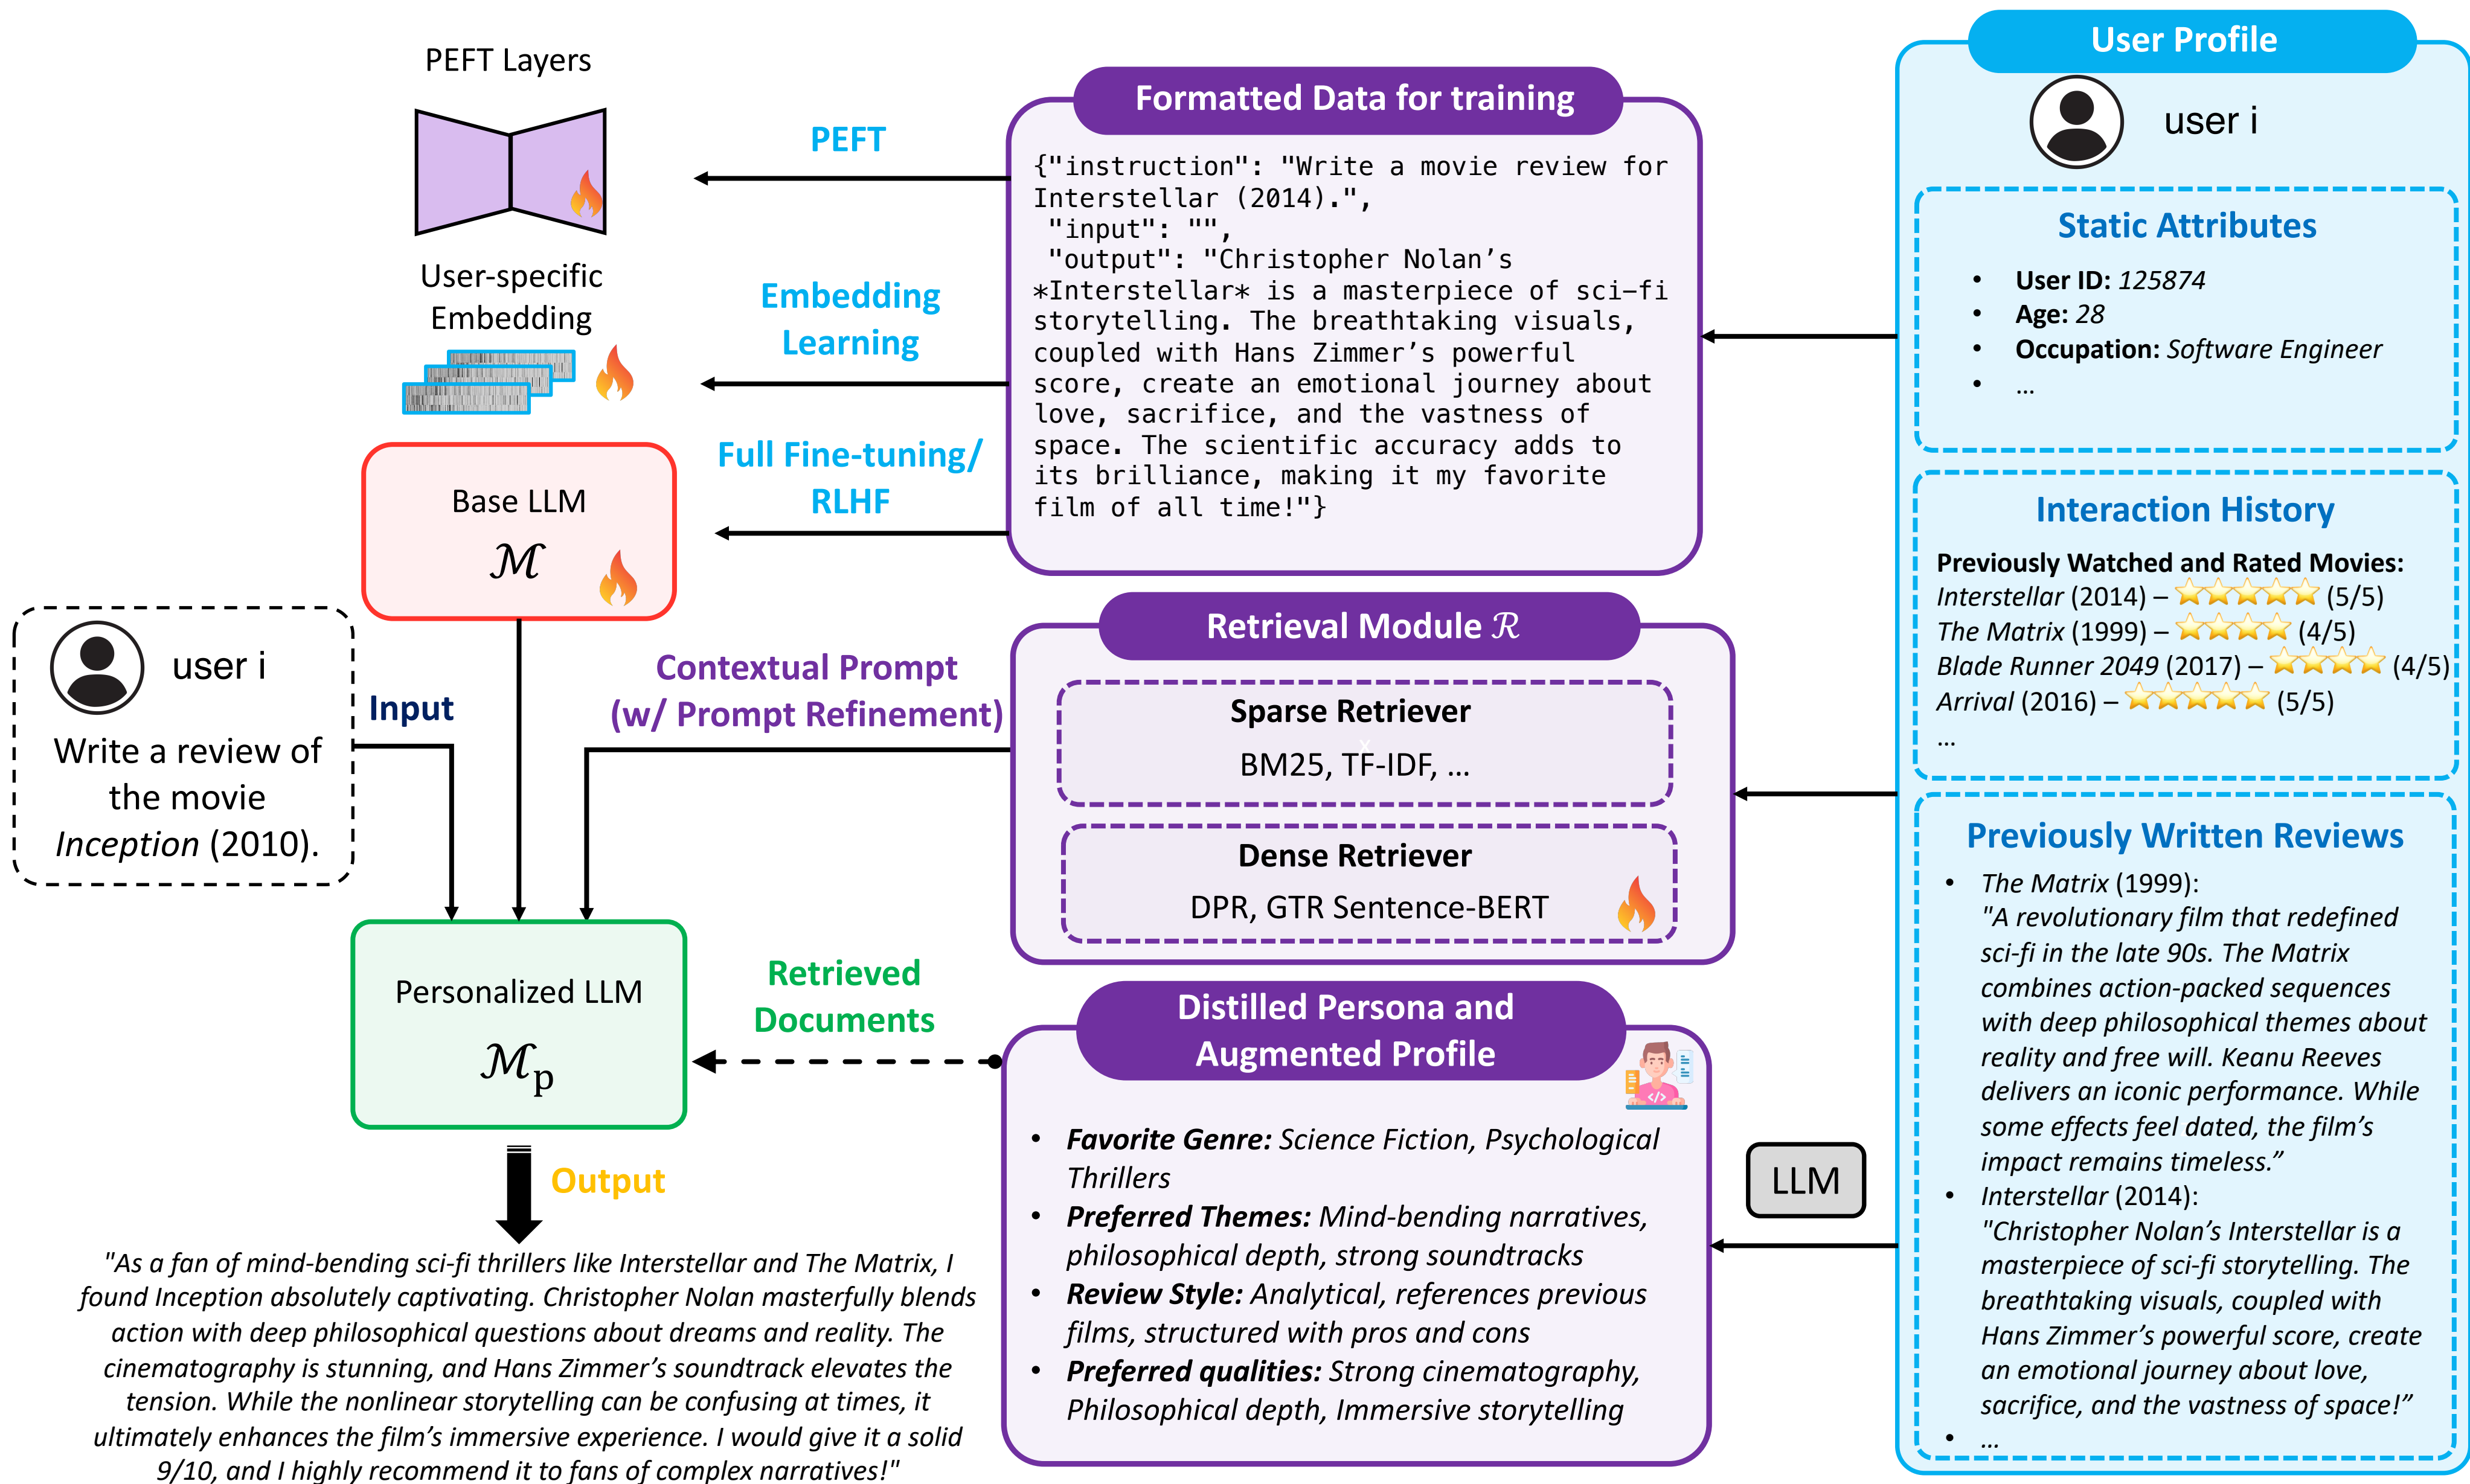 PEFT Layers
User-specific
Embedding
Base LLM
ℳ
PEFT
Embedding
Learning
Full Fine-tuning/
RLHF
Formatted Data for training
{"instruction": "Write a movie review for
Interstellar (2014).",
"input": "",
"output": "Christopher Nolan’s
*Interstellar* is a masterpiece of sci-fi
storytelling. The breathtaking visuals,
coupled with Hans Zimmer’s powerful
score, create an emotional journey about
love, sacrifice, and the vastness of
space. The scientific accuracy adds to
its brilliance, making it my favorite
film of all time!"}
user i
Write a review of
the movie
Inception (2010).
Input
Contextual Prompt
(w/ Prompt Refinement)
Retrieval Module ℛ
Sparse Retriever
x
BM25, TF-IDF, ...
Dense Retriever
DPR, GTR Sentence-BERT
Personalized LLM
ℳp
Retrieved
Documents
Output
"As a fan of mind-bending sci-fi thrillers like Interstellar and The Matrix, I
found Inception absolutely captivating. Christopher Nolan masterfully blends
action with deep philosophical questions about dreams and reality. The
cinematography is stunning, and Hans Zimmer’s soundtrack elevates the
tension. While the nonlinear storytelling can be confusing at times, it
ultimately enhances the film’s immersive experience. I would give it a solid
9/10, and I highly recommend it to fans of complex narratives!"
Distilled Persona and
Augmented Profile
</>
• Favorite Genre: Science Fiction, Psychological
Thrillers
• Preferred Themes: Mind-bending narratives,
philosophical depth, strong soundtracks
• Review Style: Analytical, references previous
films, structured with pros and cons
• Preferred qualities: Strong cinematography,
Philosophical depth, Immersive storytelling
LLM
User Profile
user i
Static Attributes
• User ID: 125874
• Age: 28
• Occupation: Software Engineer
• ...
Interaction History
Previously Watched and Rated Movies:
Interstellar (2014) – ⭐⭐⭐⭐⭐ (5/5)
The Matrix (1999) – ⭐⭐⭐⭐ (4/5)
Blade Runner 2049 (2017) – ⭐⭐⭐⭐ (4/5)
Arrival (2016) – ⭐⭐⭐⭐⭐ (5/5)
...
Previously Written Reviews
• The Matrix (1999):
"A revolutionary film that redefined
sci-fi in the late 90s. The Matrix
combines action-packed sequences
with deep philosophical themes about
reality and free will. Keanu Reeves
delivers an iconic performance. While
some effects feel dated, the film’s
impact remains timeless.”
• Interstellar (2014):
"Christopher Nolan’s Interstellar is a
masterpiece of sci-fi storytelling. The
breathtaking visuals, coupled with
Hans Zimmer’s powerful score, create
an emotional journey about love,
sacrifice, and the vastness of space!”
• ...